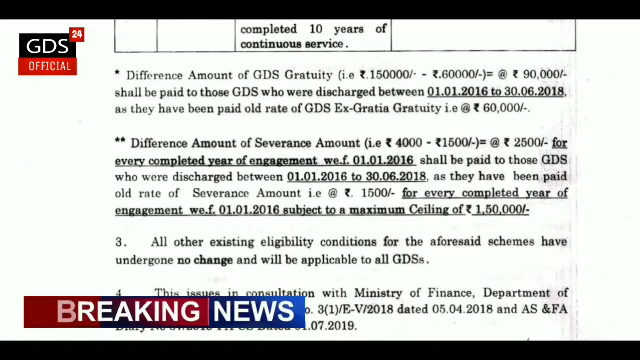 completed 10 years of
continuous service.
GDS 24
OFFICIAL
* Difference Amount of GDS Gratuity (i.e ₹.150000/- - ₹.60000/-)= @ ₹ 90,000/-
shall be paid to those GDS who were discharged between 01.01.2016 to 30.06.2018,
as they have been paid old rate of GDS Ex-Gratia Gratuity i.e @ ₹ 60,000/-.
** Difference Amount of Severance Amount (i.e ₹ 4000 - ₹1500/-)= @ ₹ 2500/- for
every completed year of engagement we.f. 01.01.2016 shall be paid to those GDS
who were discharged between 01.01.2016 to 30.06.2018, as they have been paid
old rate of Severance Amount i.e @ ₹. 1500/- for every completed year of
engagement we.f. 01.01.2016 subject to a maximum Ceiling of ₹ 1,50,000/-
3. All other existing eligibility conditions for the aforesaid schemes have
undergone no change and will be applicable to all GDSs.
4. This issues in consultation with Ministry of Finance, Department of
BREAKING NEWS
o. 3(1)/E-V/2018 dated 05.04.2018 and AS &FA
Dated 01.07.2019.